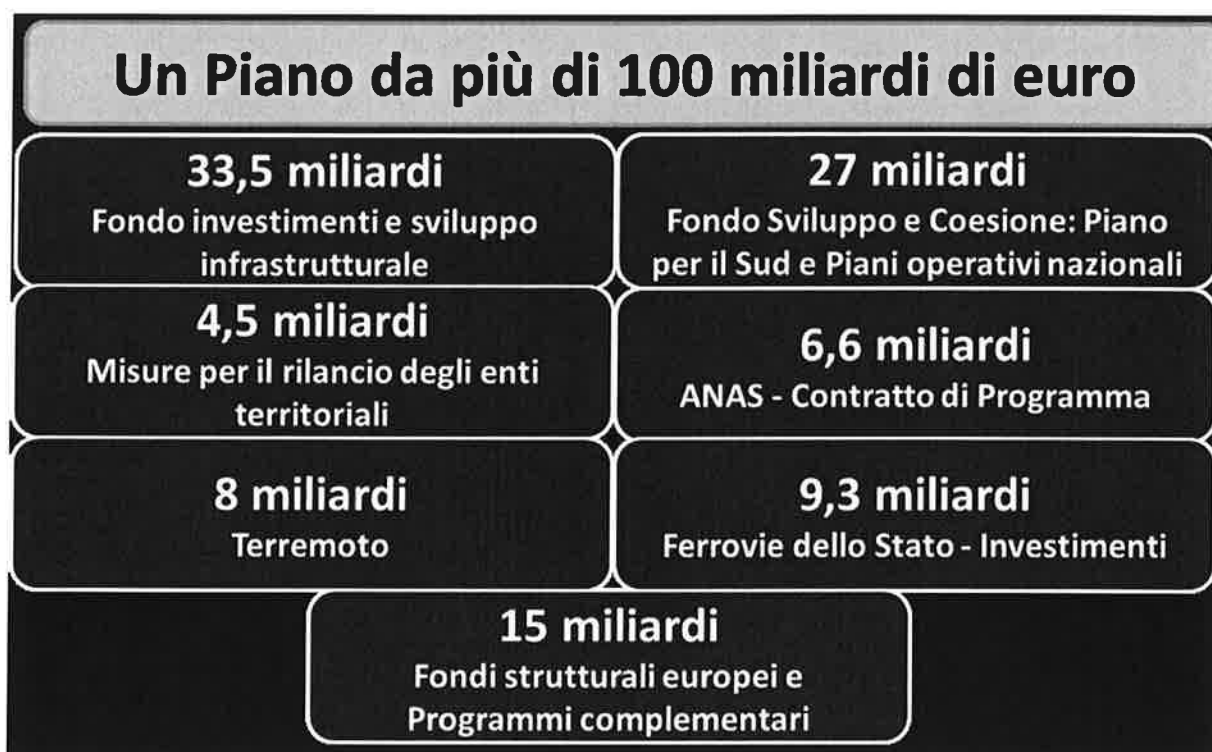 Un Piano da più di 100 miliardi di euro
33,5 miliardi
Fondo investimenti e sviluppo
infrastrutturale
27 miliardi
Fondo Sviluppo e Coesione: Piano
per il Sud e Piani operativi nazionali
4,5 miliardi
Misure per il rilancio degli enti
territoriali
6,6 miliardi
ANAS - Contratto di Programma
8 miliardi
Terremoto
9,3 miliardi
Ferrovie dello Stato - Investimenti
15 miliardi
Fondi strutturali europei e
Programmi complementari